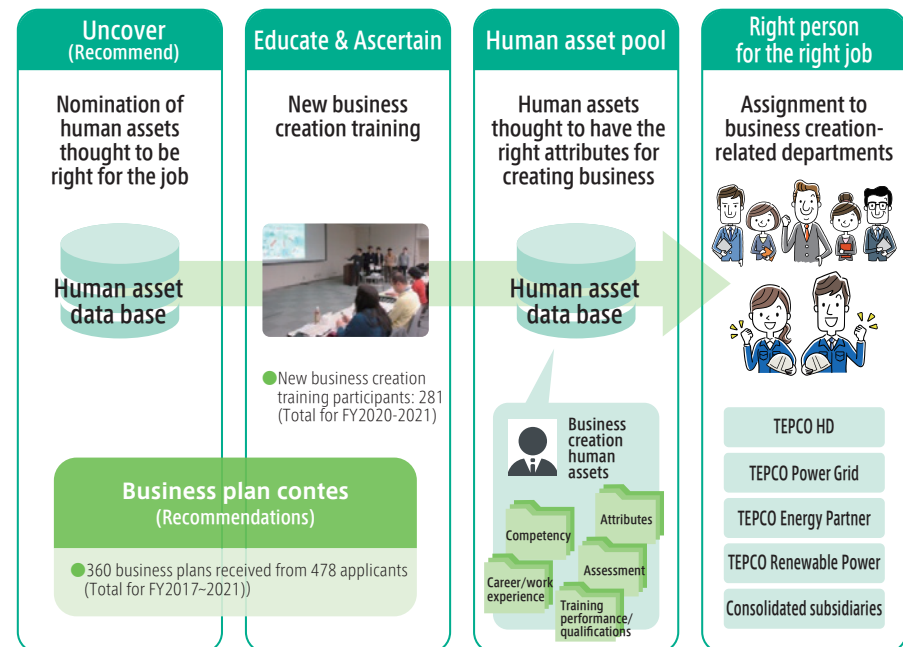 Uncover
(Recommend)
Nomination of
human assets
thought to be
right for the job
Human asset
data base
Educate & Ascertain
New business
creation training
●New business creation
training participants: 281
(Total for FY2020-2021)
Business plan contes
(Recommendations)
●360 business plans received from 478 applicants
(Total for FY2017~2021))
Human asset pool
Human assets
thought to have the
right attributes for
creating business
Human asset
data base
Business
creation
human
assets
Competency
Attributes
Career/work
experience
Assessment
Training
performance/
qualifications
Right person
for the right job
Assignment to
business creation-
related departments
TEPCO HD
TEPCO Power Grid
TEPCO Energy Partner
TEPCO Renewable Power
Consolidated subsidiaries